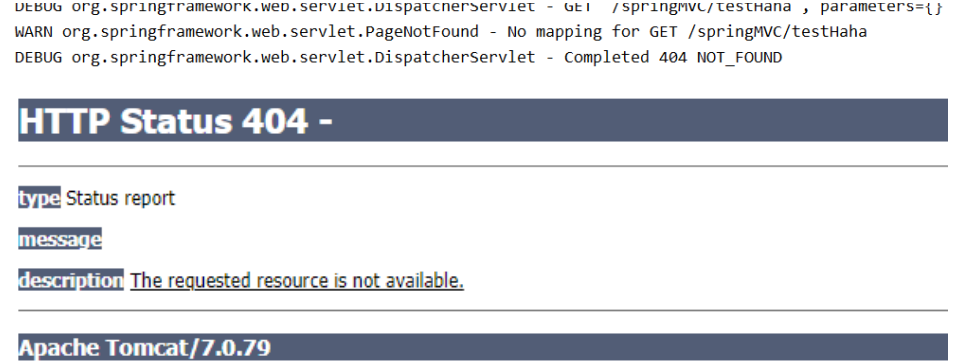 DEBUG org.springframework.web.servlet.DispatcherServlet - GET "/springMVC/testHaha", parameters={}
WARN org.springframework.web.servlet.PageNotFound - No mapping for GET /springMVC/testHaha
DEBUG org.springframework.web.servlet.DispatcherServlet - Completed 404 NOT_FOUND
HTTP Status 404 -
type Status report
message
description The requested resource is not available.
Apache Tomcat/7.0.79